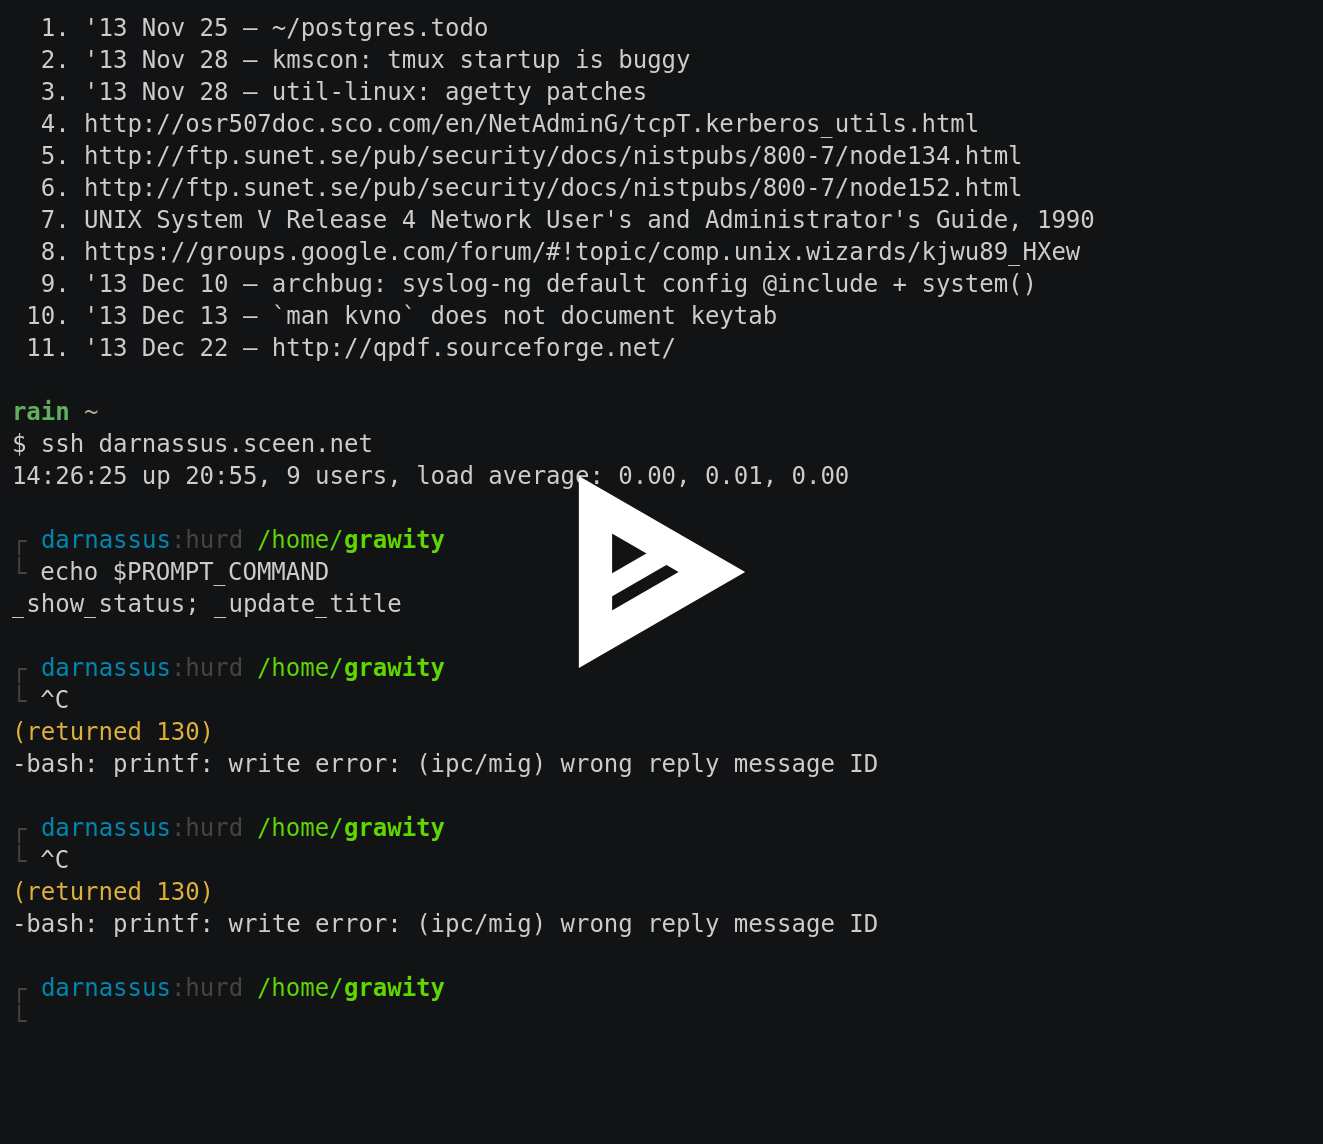 1. '13 Nov 25 — ~/postgres.todo
2. '13 Nov 28 — kmscon: tmux startup is buggy
3. '13 Nov 28 — util-linux: agetty patches
4. http://osr507doc.sco.com/en/NetAdminG/tcpT.kerberos_utils.html
5. http://ftp.sunet.se/pub/security/docs/nistpubs/800-7/node134.html
6. http://ftp.sunet.se/pub/security/docs/nistpubs/800-7/node152.html
7. UNIX System V Release 4 Network User's and Administrator's Guide, 1990
8. https://groups.google.com/forum/#!topic/comp.unix.wizards/kjwu89_HXew
9. '13 Dec 10 — archbug: syslog-ng default config @include + system()
10. '13 Dec 13 — `man kvno` does not document keytab
11. '13 Dec 22 — http://qpdf.sourceforge.net/
rain ~
$ ssh darnassus.sceen.net
14:26:25 up 20:55, 9 users, load average: 0.00, 0.01, 0.00
┌ darnassus:hurd /home/grawity
└ echo $PROMPT_COMMAND
_show_status; _update_title
┌ darnassus:hurd /home/grawity
└ ^C
(returned 130)
-bash: printf: write error: (ipc/mig) wrong reply message ID
┌ darnassus:hurd /home/grawity
└ ^C
(returned 130)
-bash: printf: write error: (ipc/mig) wrong reply message ID
┌ darnassus:hurd /home/grawity
└